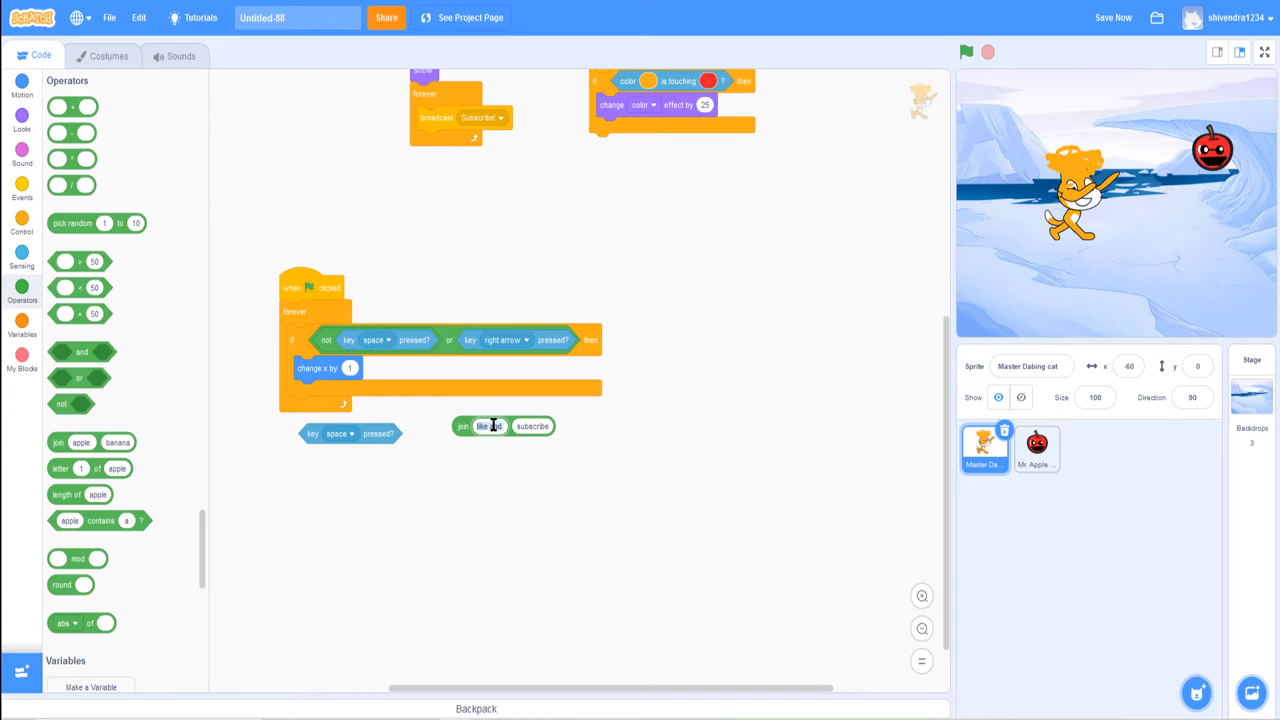 SCRATCH
File
Edit
Tutorials
Untitled-88
Share
See Project Page
Save Now
shivendra1234
Code
Costumes
Sounds
Motion
Looks
Sound
Events
Control
Sensing
Operators
Variables
My Blocks
Operators
+
-
*
/
pick random 1 to 10
> 50
< 50
= 50
and
or
not
join apple banana
letter 1 of apple
length of apple
apple contains a ?
mod
round
abs of
Variables
Make a Variable
show
forever
broadcast Subscribe!
if color is touching ? then
change color effect by 25
when clicked
forever
if not key space pressed? or key right arrow pressed? then
change x by 1
key space pressed?
join like and subscribe
Sprite Master Dabing cat x -60 y 0
Show Size 100 Direction 90
Master Da...
Mr. Apple ...
Stage
Backdrops
3
Backpack